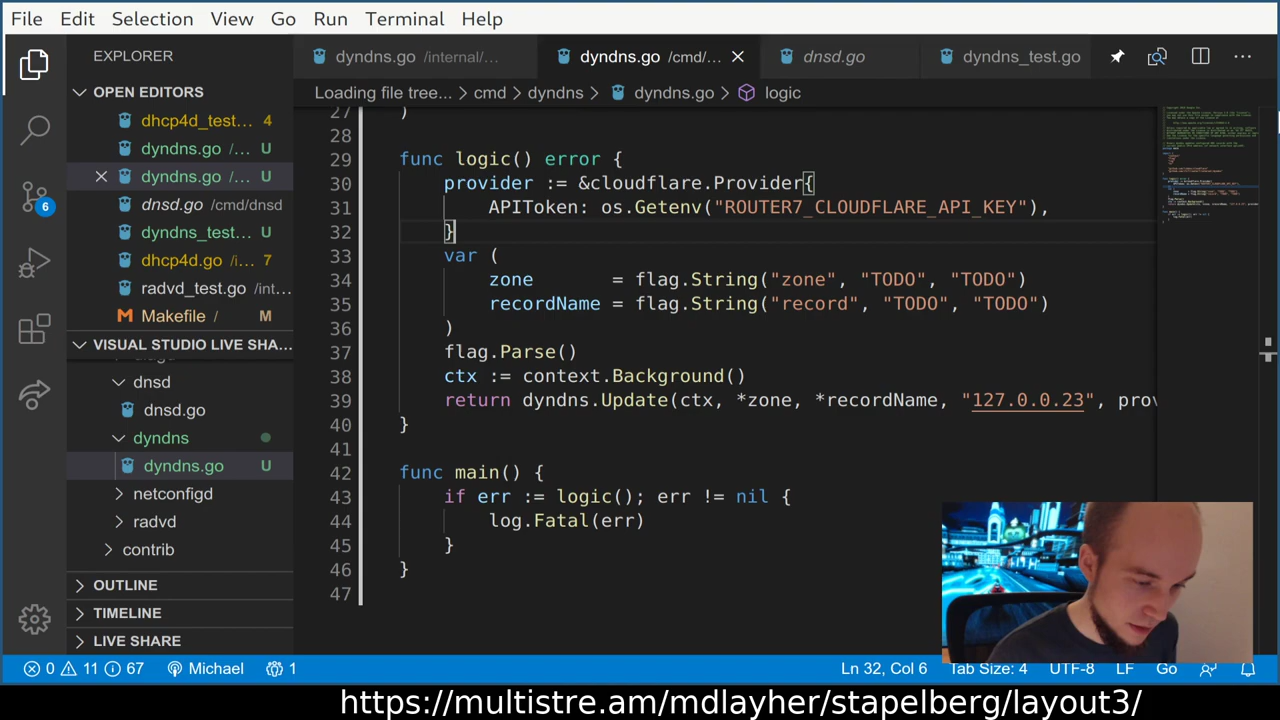 File Edit Selection View Go Run Terminal Help
EXPLORER
dyndns.go /internal/...
dyndns.go /cmd/...
dnsd.go
dyndns_test.go
OPEN EDITORS
Loading file tree... > cmd > dyndns > dyndns.go > logic
dhcp4d_test... 4
dyndns.go /... U
dyndns.go /... U
dnsd.go /cmd/dnsd
dyndns_test... U
dhcp4d.go /i... 7
radvd_test.go /int...
Makefile / M
VISUAL STUDIO LIVE SHA...
dnsd
dnsd.go
dyndns
dyndns.go U
netconfigd
radvd
contrib
OUTLINE
TIMELINE
LIVE SHARE
27 )
28
29 func logic() error {
30 provider := &cloudflare.Provider{
31 APIToken: os.Getenv("ROUTER7_CLOUDFLARE_API_KEY"),
32 }
33 var (
34 zone = flag.String("zone", "TODO", "TODO")
35 recordName = flag.String("record", "TODO", "TODO")
36 )
37 flag.Parse()
38 ctx := context.Background()
39 return dyndns.Update(ctx, *zone, *recordName, "127.0.0.23", prov
40 }
41
42 func main() {
43 if err := logic(); err != nil {
44 log.Fatal(err)
45 }
46 }
47
6
0 11 67 Michael 1 Ln 32, Col 6 Tab Size: 4 UTF-8 LF Go
https://multistre.am/mdlayher/stapelberg/layout3/